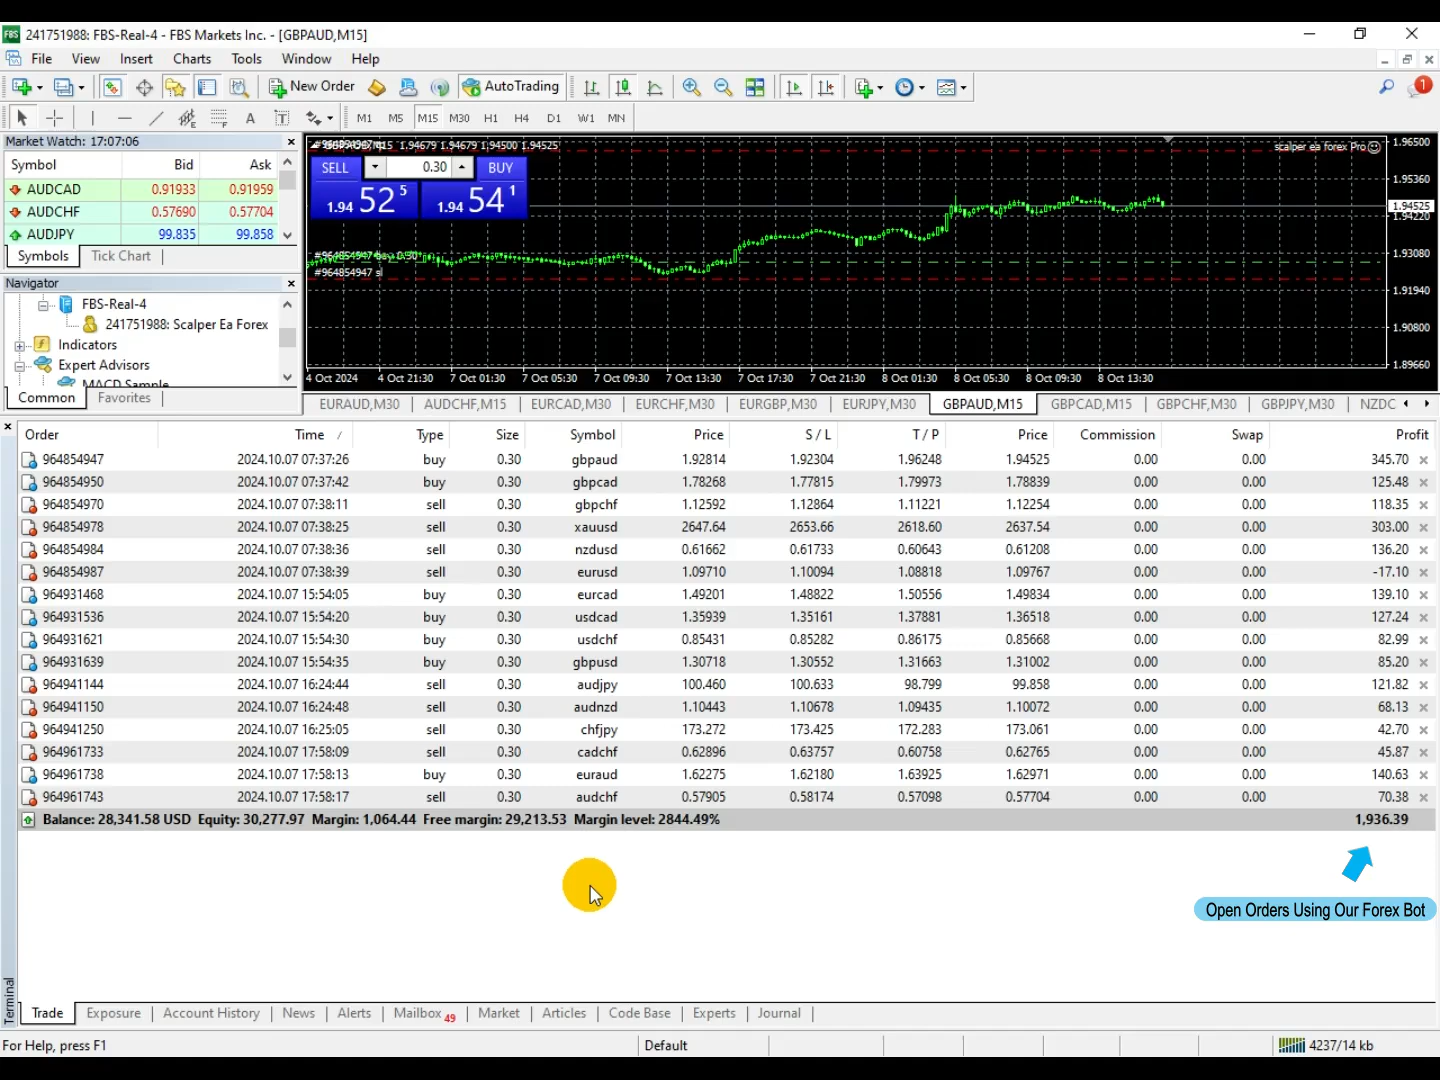 241751988: FBS-Real-4 - FBS Markets Inc. - [GBPAUD,M15]
File View Insert Charts Tools Window Help
New Order AutoTrading 1
A T M1 M5 M15 M30 H1 H4 D1 W1 MN
Market Watch: 17:07:06
Symbol Bid Ask
AUDCAD 0.91933 0.91959
AUDCHF 0.57690 0.57704
AUDJPY 99.835 99.858
Symbols Tick Chart
Navigator
FBS-Real-4
241751988: Scalper Ea Forex
Indicators
Expert Advisors
MACD Sample
Common Favorites
1.94679 1.94679 1.94500 1.94525
scalper ea forex Pro
SELL 0.30 BUY
1.94 52 5 1.94 54 1
#964854947 buy 0.30
#964854947 sl
1.96500
1.95360
1.94525
1.94220
1.93080
1.91940
1.90800
1.89660
4 Oct 2024 4 Oct 21:30 7 Oct 01:30 7 Oct 05:30 7 Oct 09:30 7 Oct 13:30 7 Oct 17:30 7 Oct 21:30 8 Oct 01:30 8 Oct 05:30 8 Oct 09:30 8 Oct 13:30
EURAUD,M30 AUDCHF,M15 EURCAD,M30 EURCHF,M30 EURGBP,M30 EURJPY,M30 GBPAUD,M15 GBPCAD,M15 GBPCHF,M30 GBPJPY,M30 NZDC
Order Time / Type Size Symbol Price S / L T / P Price Commission Swap Profit
964854947 2024.10.07 07:37:26 buy 0.30 gbpaud 1.92814 1.92304 1.96248 1.94525 0.00 0.00 345.70
964854950 2024.10.07 07:37:42 buy 0.30 gbpcad 1.78268 1.77815 1.79973 1.78839 0.00 0.00 125.48
964854970 2024.10.07 07:38:11 sell 0.30 gbpchf 1.12592 1.12864 1.11221 1.12254 0.00 0.00 118.35
964854978 2024.10.07 07:38:25 sell 0.30 xauusd 2647.64 2653.66 2618.60 2637.54 0.00 0.00 303.00
964854984 2024.10.07 07:38:36 sell 0.30 nzdusd 0.61662 0.61733 0.60643 0.61208 0.00 0.00 136.20
964854987 2024.10.07 07:38:39 sell 0.30 eurusd 1.09710 1.10094 1.08818 1.09767 0.00 0.00 -17.10
964931468 2024.10.07 15:54:05 buy 0.30 eurcad 1.49201 1.48822 1.50556 1.49834 0.00 0.00 139.10
964931536 2024.10.07 15:54:20 buy 0.30 usdcad 1.35939 1.35161 1.37881 1.36518 0.00 0.00 127.24
964931621 2024.10.07 15:54:30 buy 0.30 usdchf 0.85431 0.85282 0.86175 0.85668 0.00 0.00 82.99
964931639 2024.10.07 15:54:35 buy 0.30 gbpusd 1.30718 1.30552 1.31663 1.31002 0.00 0.00 85.20
964941144 2024.10.07 16:24:44 sell 0.30 audjpy 100.460 100.633 98.799 99.858 0.00 0.00 121.82
964941150 2024.10.07 16:24:48 sell 0.30 audnzd 1.10443 1.10678 1.09435 1.10072 0.00 0.00 68.13
964941250 2024.10.07 16:25:05 sell 0.30 chfjpy 173.272 173.425 172.283 173.061 0.00 0.00 42.70
964961733 2024.10.07 17:58:09 sell 0.30 cadchf 0.62896 0.63757 0.60758 0.62765 0.00 0.00 45.87
964961738 2024.10.07 17:58:13 buy 0.30 euraud 1.62275 1.62180 1.63925 1.62971 0.00 0.00 140.63
964961743 2024.10.07 17:58:17 sell 0.30 audchf 0.57905 0.58174 0.57098 0.57704 0.00 0.00 70.38
Balance: 28,341.58 USD Equity: 30,277.97 Margin: 1,064.44 Free margin: 29,213.53 Margin level: 2844.49% 1,936.39
Open Orders Using Our Forex Bot
Terminal
Trade Exposure Account History News Alerts Mailbox 49 Market Articles Code Base Experts Journal
For Help, press F1 Default 4237/14 kb